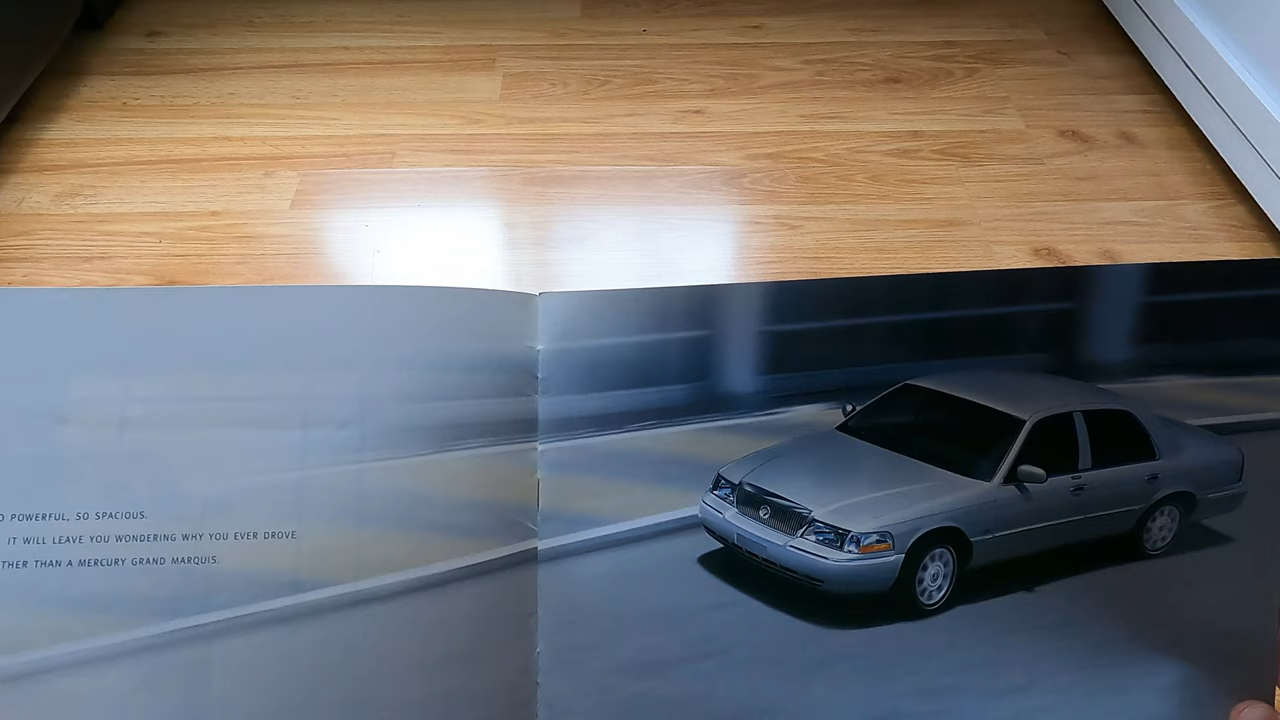 POWERFUL, SO SPACIOUS.
IT WILL LEAVE YOU WONDERING WHY YOU EVER DROVE
THAN A MERCURY GRAND MARQUIS.